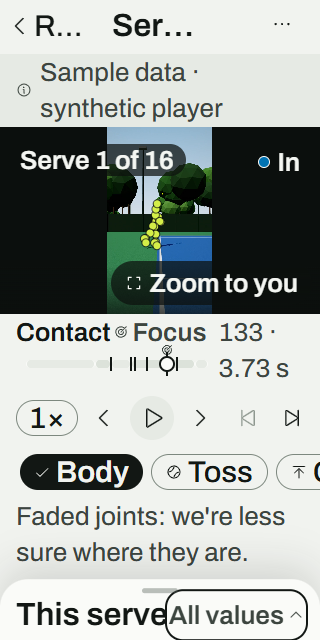 R… Ser… ...
Sample data ·
synthetic player
Serve 1 of 16 In
Zoom to you
Contact Focus 133 ·
3.73 s
1×
Body Toss
Faded joints: we're less
sure where they are.
This serve All values